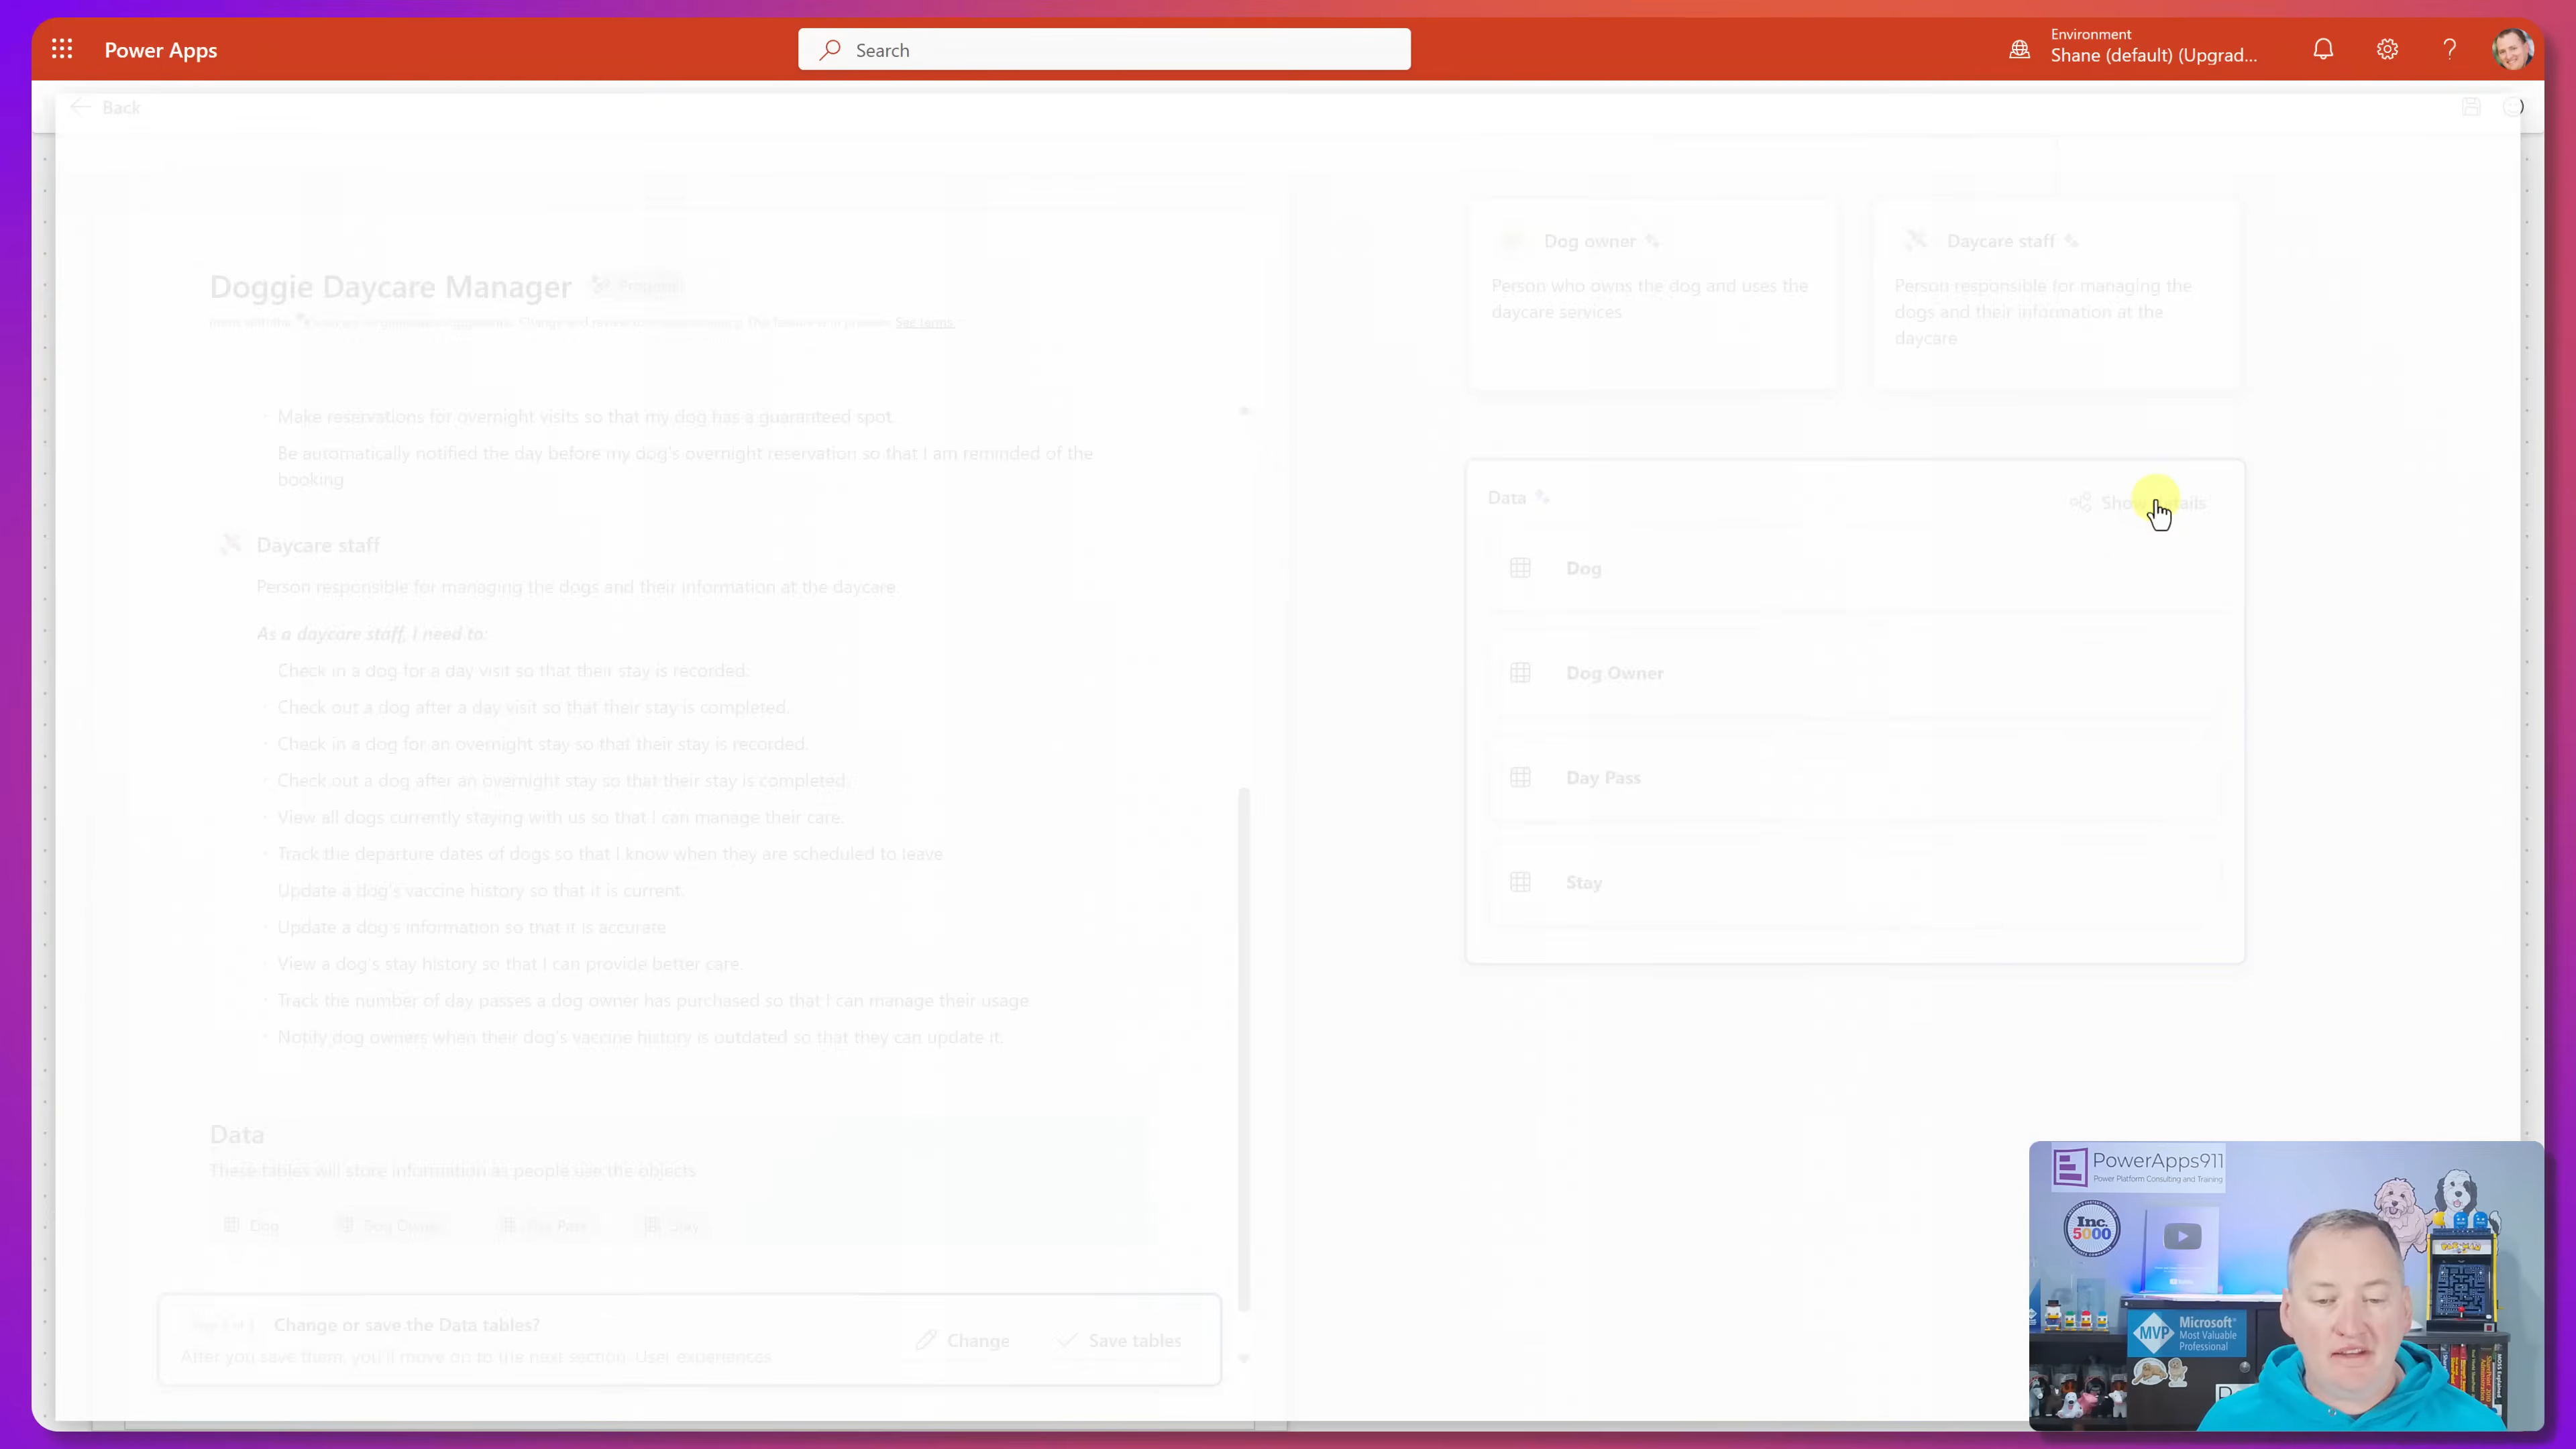 Power Apps
Search
Environment
Shane (default) (Upgrad...
Back
Doggie Daycare Manager
Proposal
See terms.
Make reservations for overnight visits so that my dog has a guaranteed spot.
Be automatically notified the day before my dog's overnight reservation so that I am reminded of the
booking
Daycare staff
Person responsible for managing the dogs and their information at the daycare
As a daycare staff, I need to:
Check in a dog for a day visit so that their stay is recorded.
Check out a dog after a day visit so that their stay is completed.
Check in a dog for an overnight stay so that their stay is recorded.
Check out a dog after an overnight stay so that their stay is completed.
View all dogs currently staying with us so that I can manage their care.
Track the departure dates of dogs so that I know when they are scheduled to leave
Update a dog's vaccine history so that it is current.
Update a dog's information so that it is accurate
View a dog's stay history so that I can provide better care.
Track the number of day passes a dog owner has purchased so that I can manage their usage
Notify dog owners when their dog's vaccine history is outdated so that they can update it.
Data
These tables will store information as people use the objects
Dog
Dog Owner
Day Pass
Stay
Change or save the Data tables?
After you save them, you'll move on to the next section: User experiences
Change
Save tables
Dog owner
Person who owns the dog and uses the
daycare services
Daycare staff
Person responsible for managing the
dogs and their information at the
daycare
Data
Show details
Dog
Dog Owner
Day Pass
Stay
PowerApps911
Power Platform Consulting and Training
Inc.
5000
MVP
Microsoft
Most Valuable
Professional